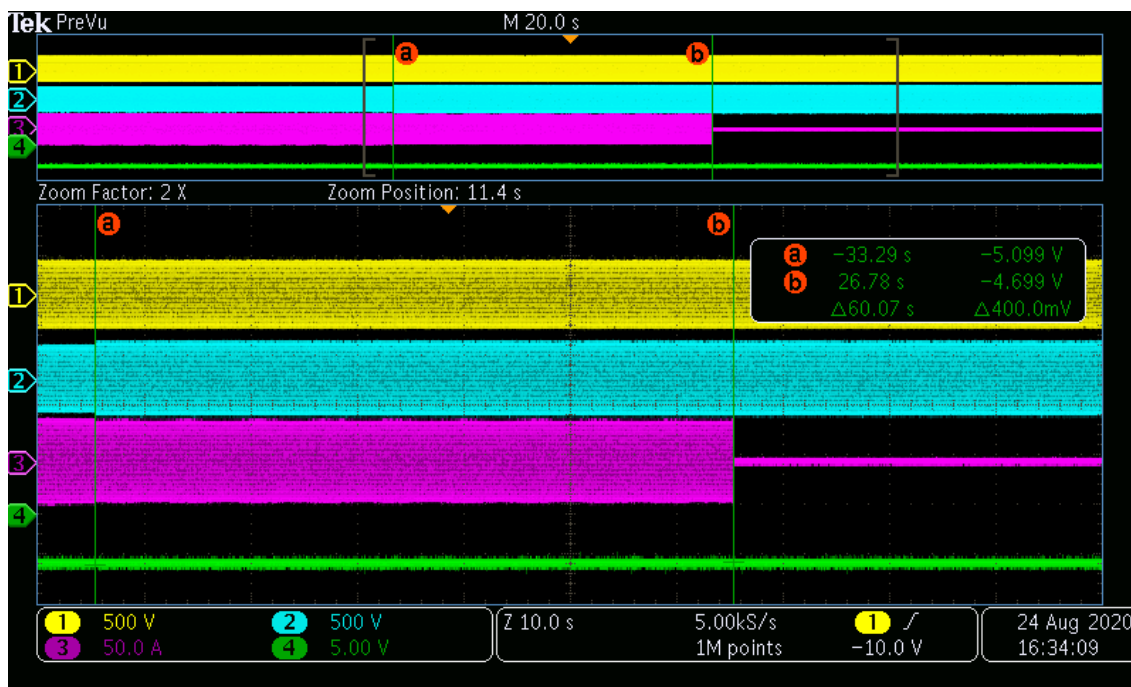 Tek PreVu M 20.0 s
a b
1
2
3
4
Zoom Factor: 2 X Zoom Position: 11.4 s
a b
a -33.29 s -5.099 V
b 26.78 s -4.699 V
Δ60.07 s Δ400.0mV
1
2
3
4
1 500 V 2 500 V Z 10.0 s 5.00kS/s 1 24 Aug 2020
3 50.0 A 4 5.00 V 1M points -10.0 V 16:34:09